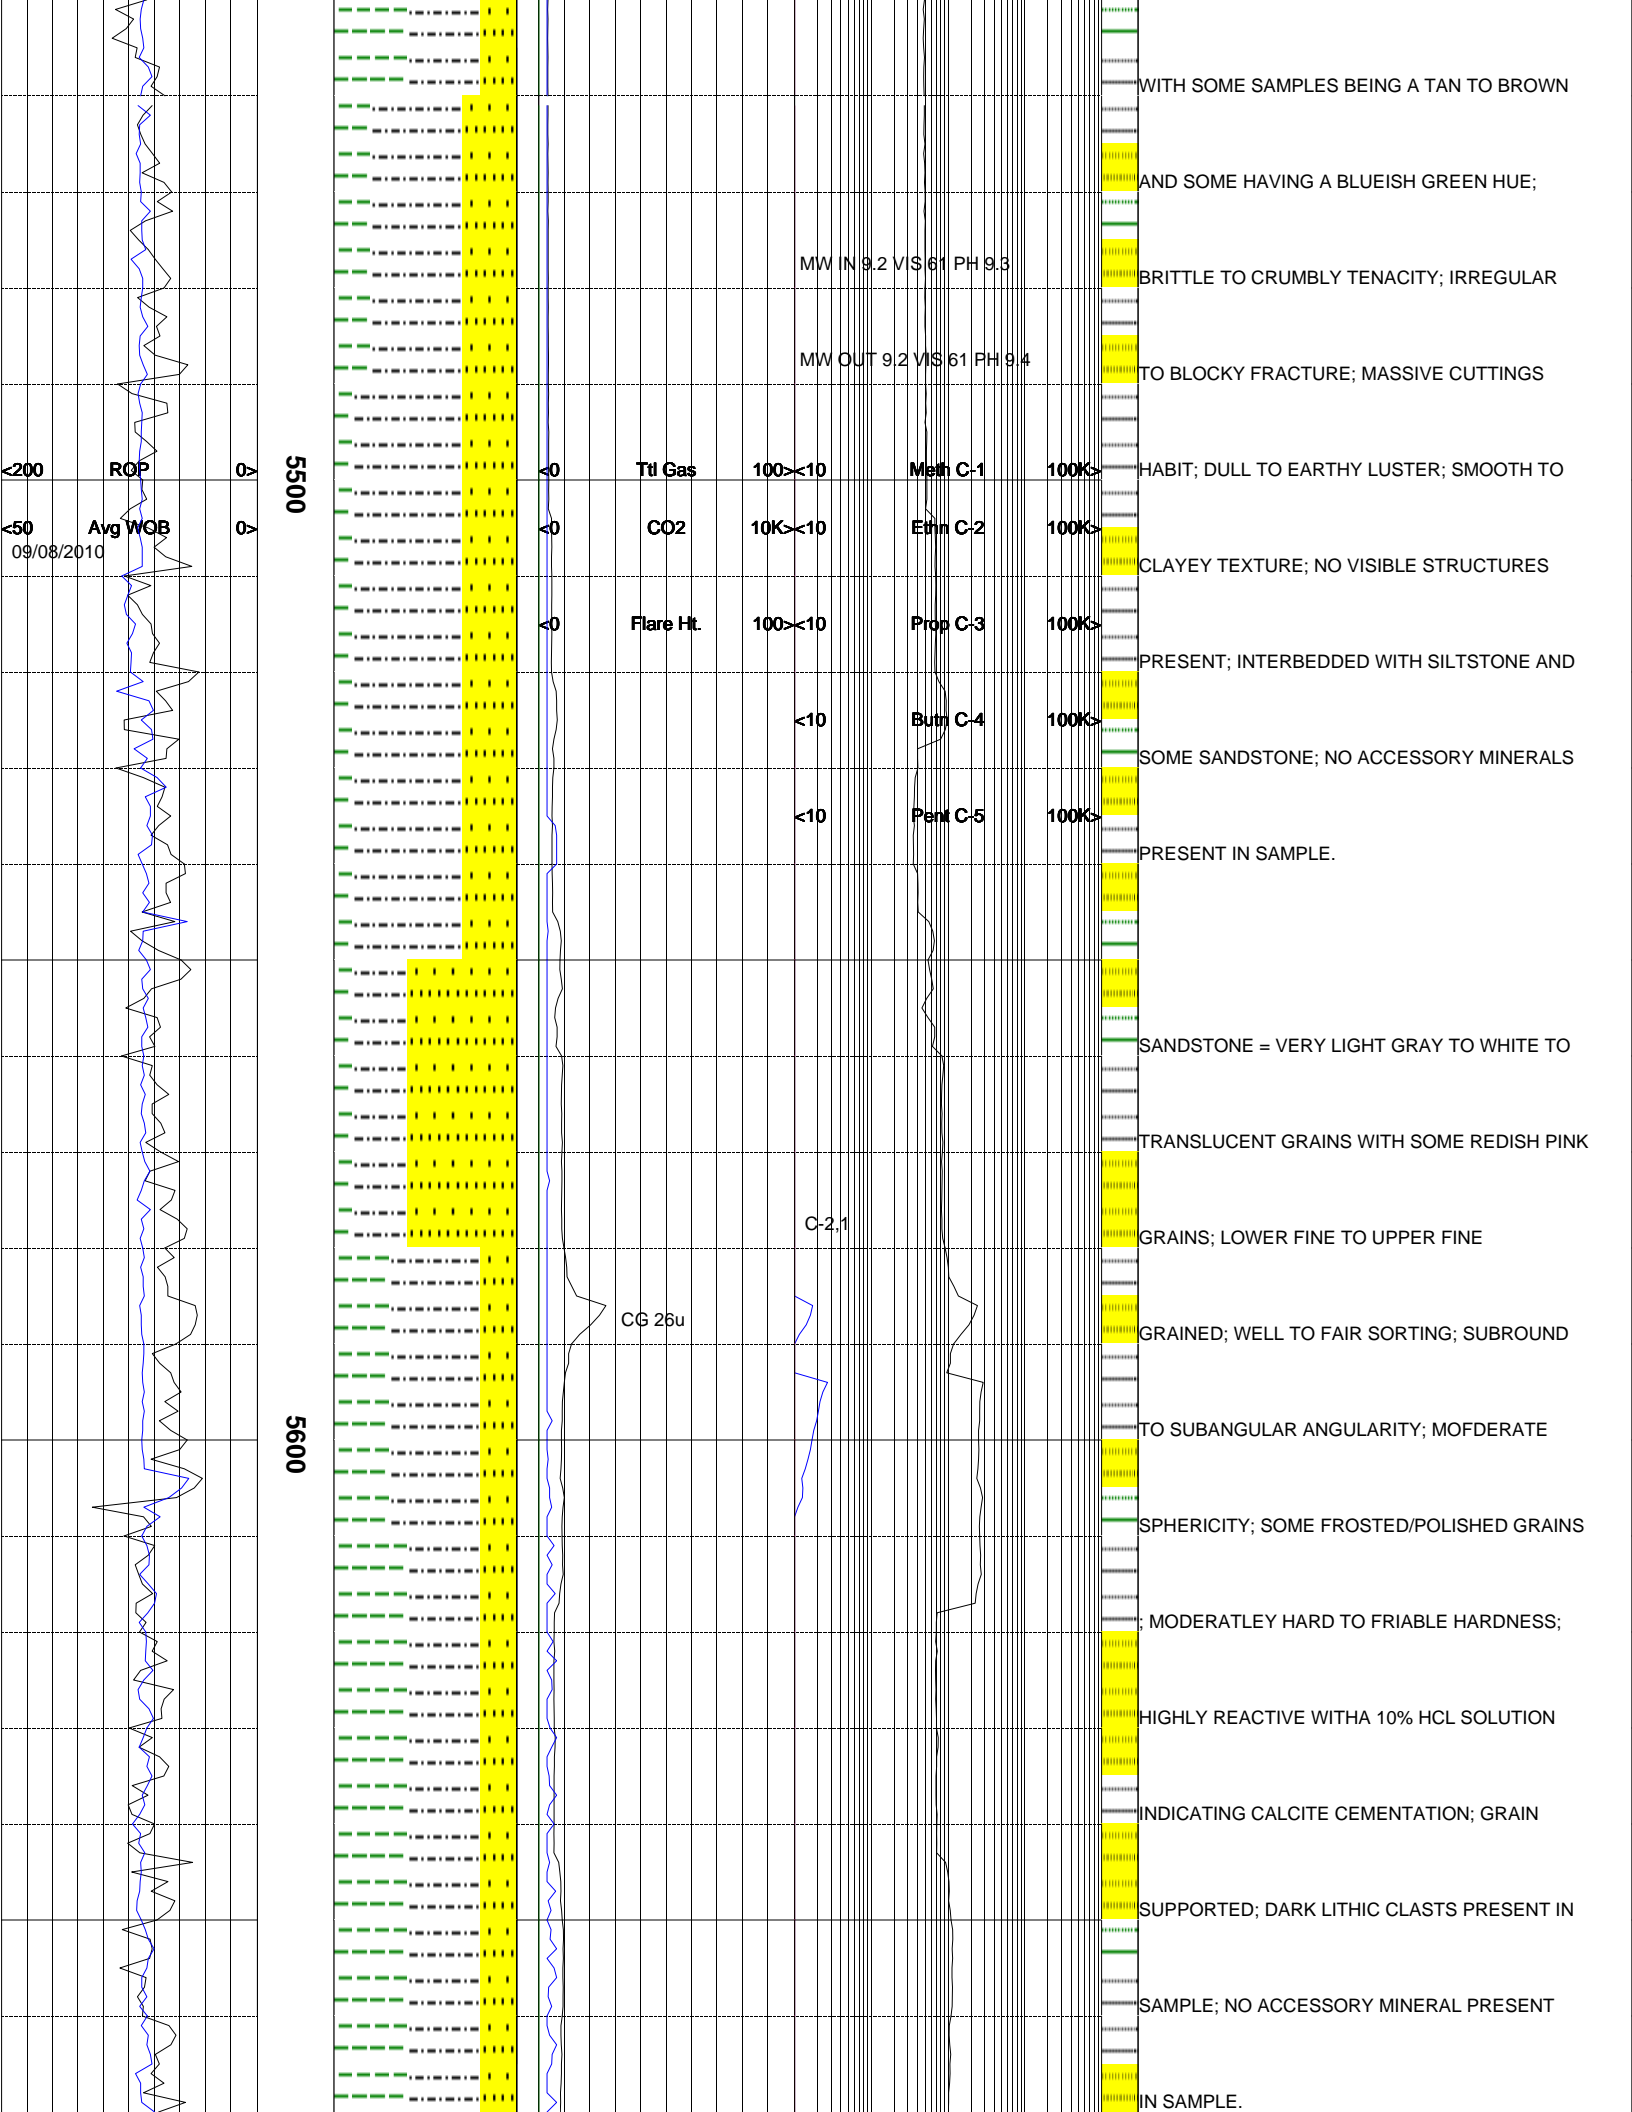 WITH SOME SAMPLES BEING A TAN TO BROWN
AND SOME HAVING A BLUEISH GREEN HUE;
MW IN 9.2 VIS 61 PH 9.3
BRITTLE TO CRUMBLY TENACITY; IRREGULAR
MW OUT 9.2 VIS 61 PH 9.4
TO BLOCKY FRACTURE; MASSIVE CUTTINGS
<200 ROP 0>
5500
<0 Ttl Gas 100>
<10 Meth C-1 100K>
HABIT; DULL TO EARTHY LUSTER; SMOOTH TO
<50 Avg WOB 0>
<0 CO2 10K>
<10 Ethn C-2 100K>
09/08/2010
CLAYEY TEXTURE; NO VISIBLE STRUCTURES
<0 Flare Ht. 100>
<10 Prop C-3 100K>
PRESENT; INTERBEDDED WITH SILTSTONE AND
<10 Butn C-4 100K>
SOME SANDSTONE; NO ACCESSORY MINERALS
<10 Pent C-5 100K>
PRESENT IN SAMPLE.
SANDSTONE = VERY LIGHT GRAY TO WHITE TO
TRANSLUCENT GRAINS WITH SOME REDISH PINK
C-2,1
GRAINS; LOWER FINE TO UPPER FINE
CG 26u
GRAINED; WELL TO FAIR SORTING; SUBROUND
5600
TO SUBANGULAR ANGULARITY; MOFDERATE
SPHERICITY; SOME FROSTED/POLISHED GRAINS
; MODERATLEY HARD TO FRIABLE HARDNESS;
HIGHLY REACTIVE WITHA 10% HCL SOLUTION
INDICATING CALCITE CEMENTATION; GRAIN
SUPPORTED; DARK LITHIC CLASTS PRESENT IN
SAMPLE; NO ACCESSORY MINERAL PRESENT
IN SAMPLE.